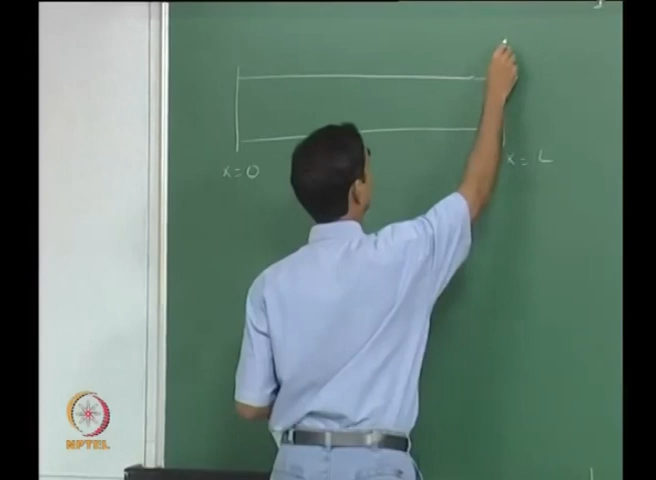 x = 0
x = L
NPTEL